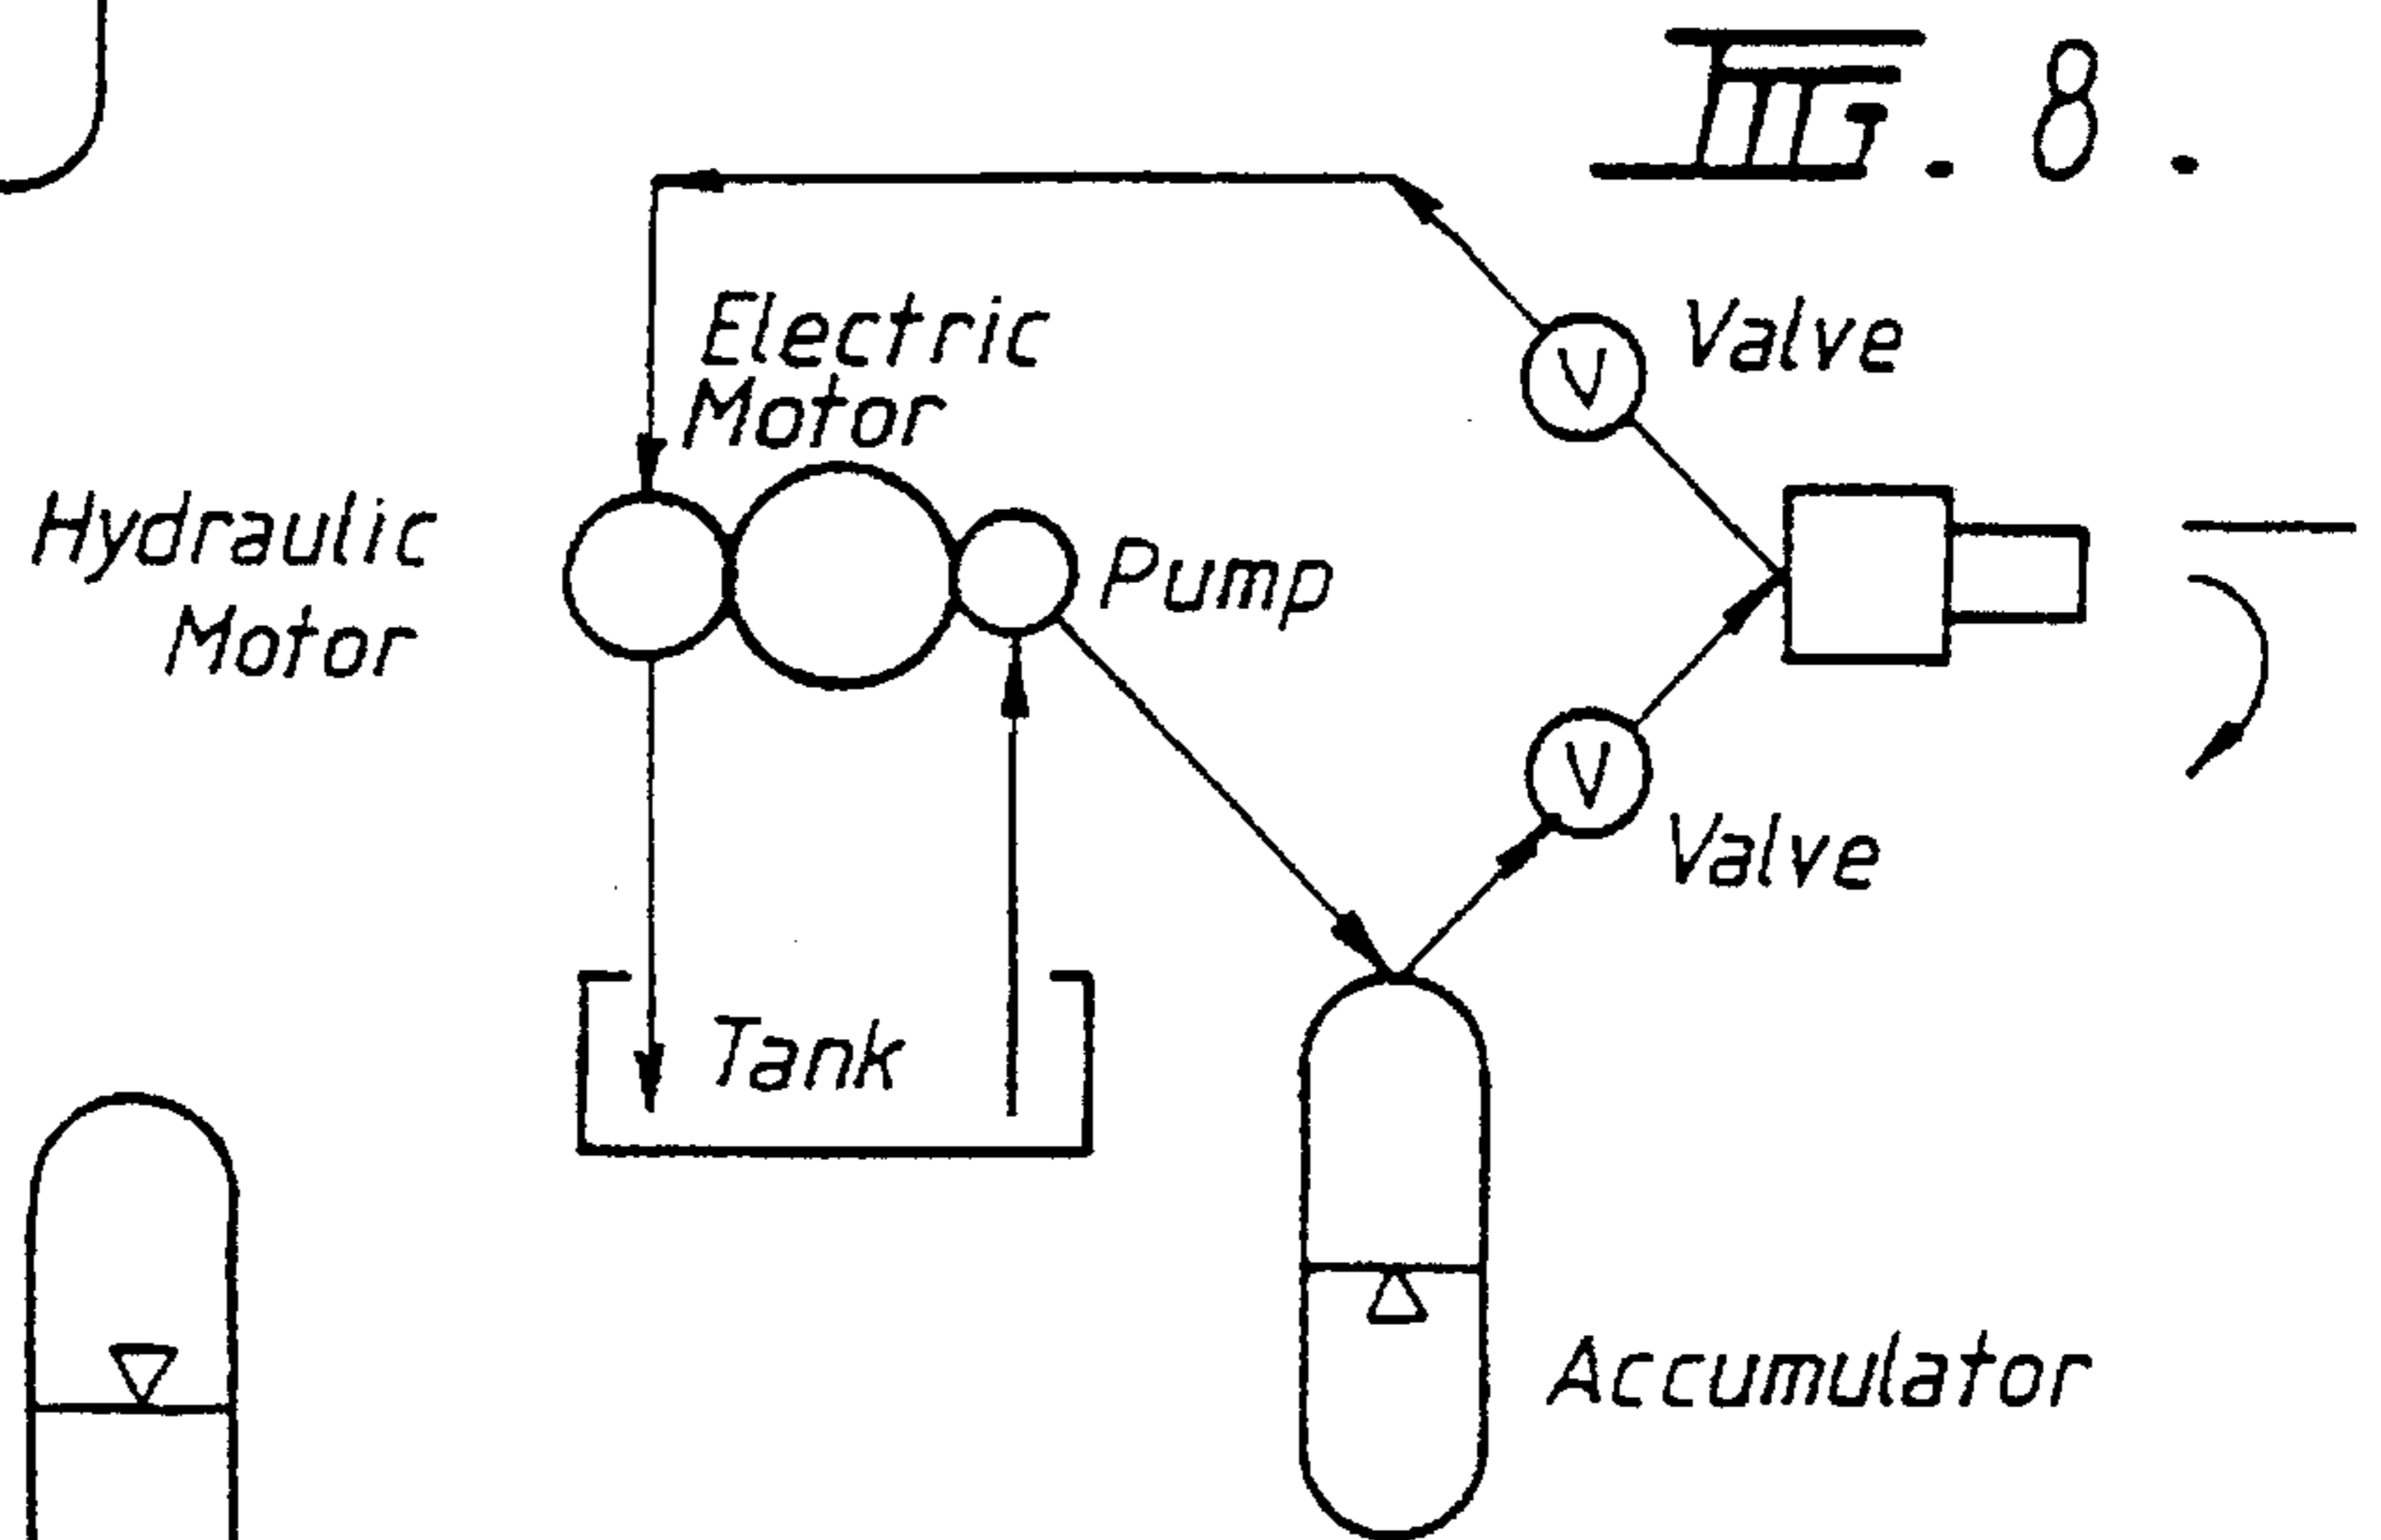 FIG. 8.
Electric
Motor
Valve
V
Hydraulic
Motor
Pump
V
Valve
Tank
Accumulator